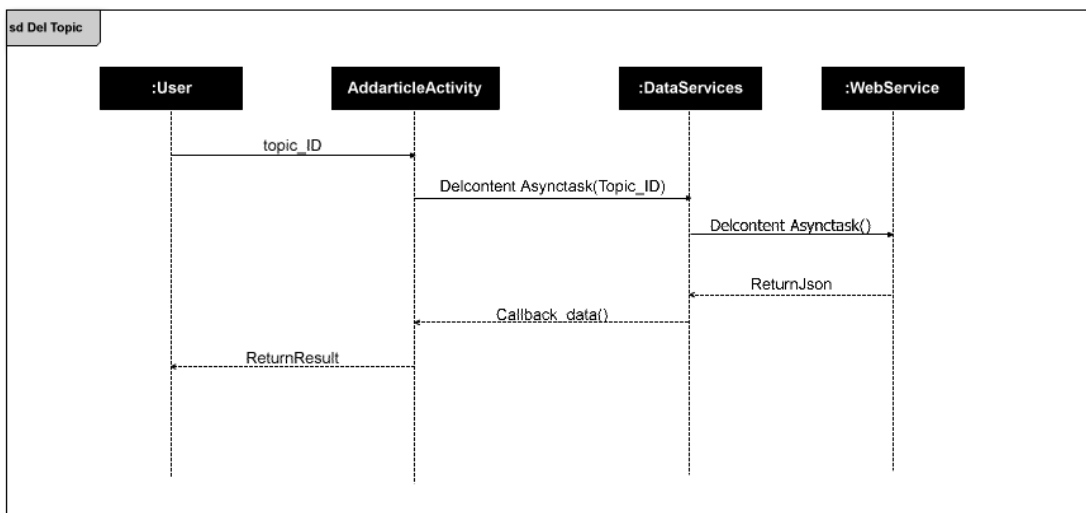 sd Del Topic
:User
AddarticleActivity
:DataServices
:WebService
topic_ID
Delcontent Asynctask(Topic_ID)
Delcontent Asynctask()
ReturnJson
Callback_data()
ReturnResult